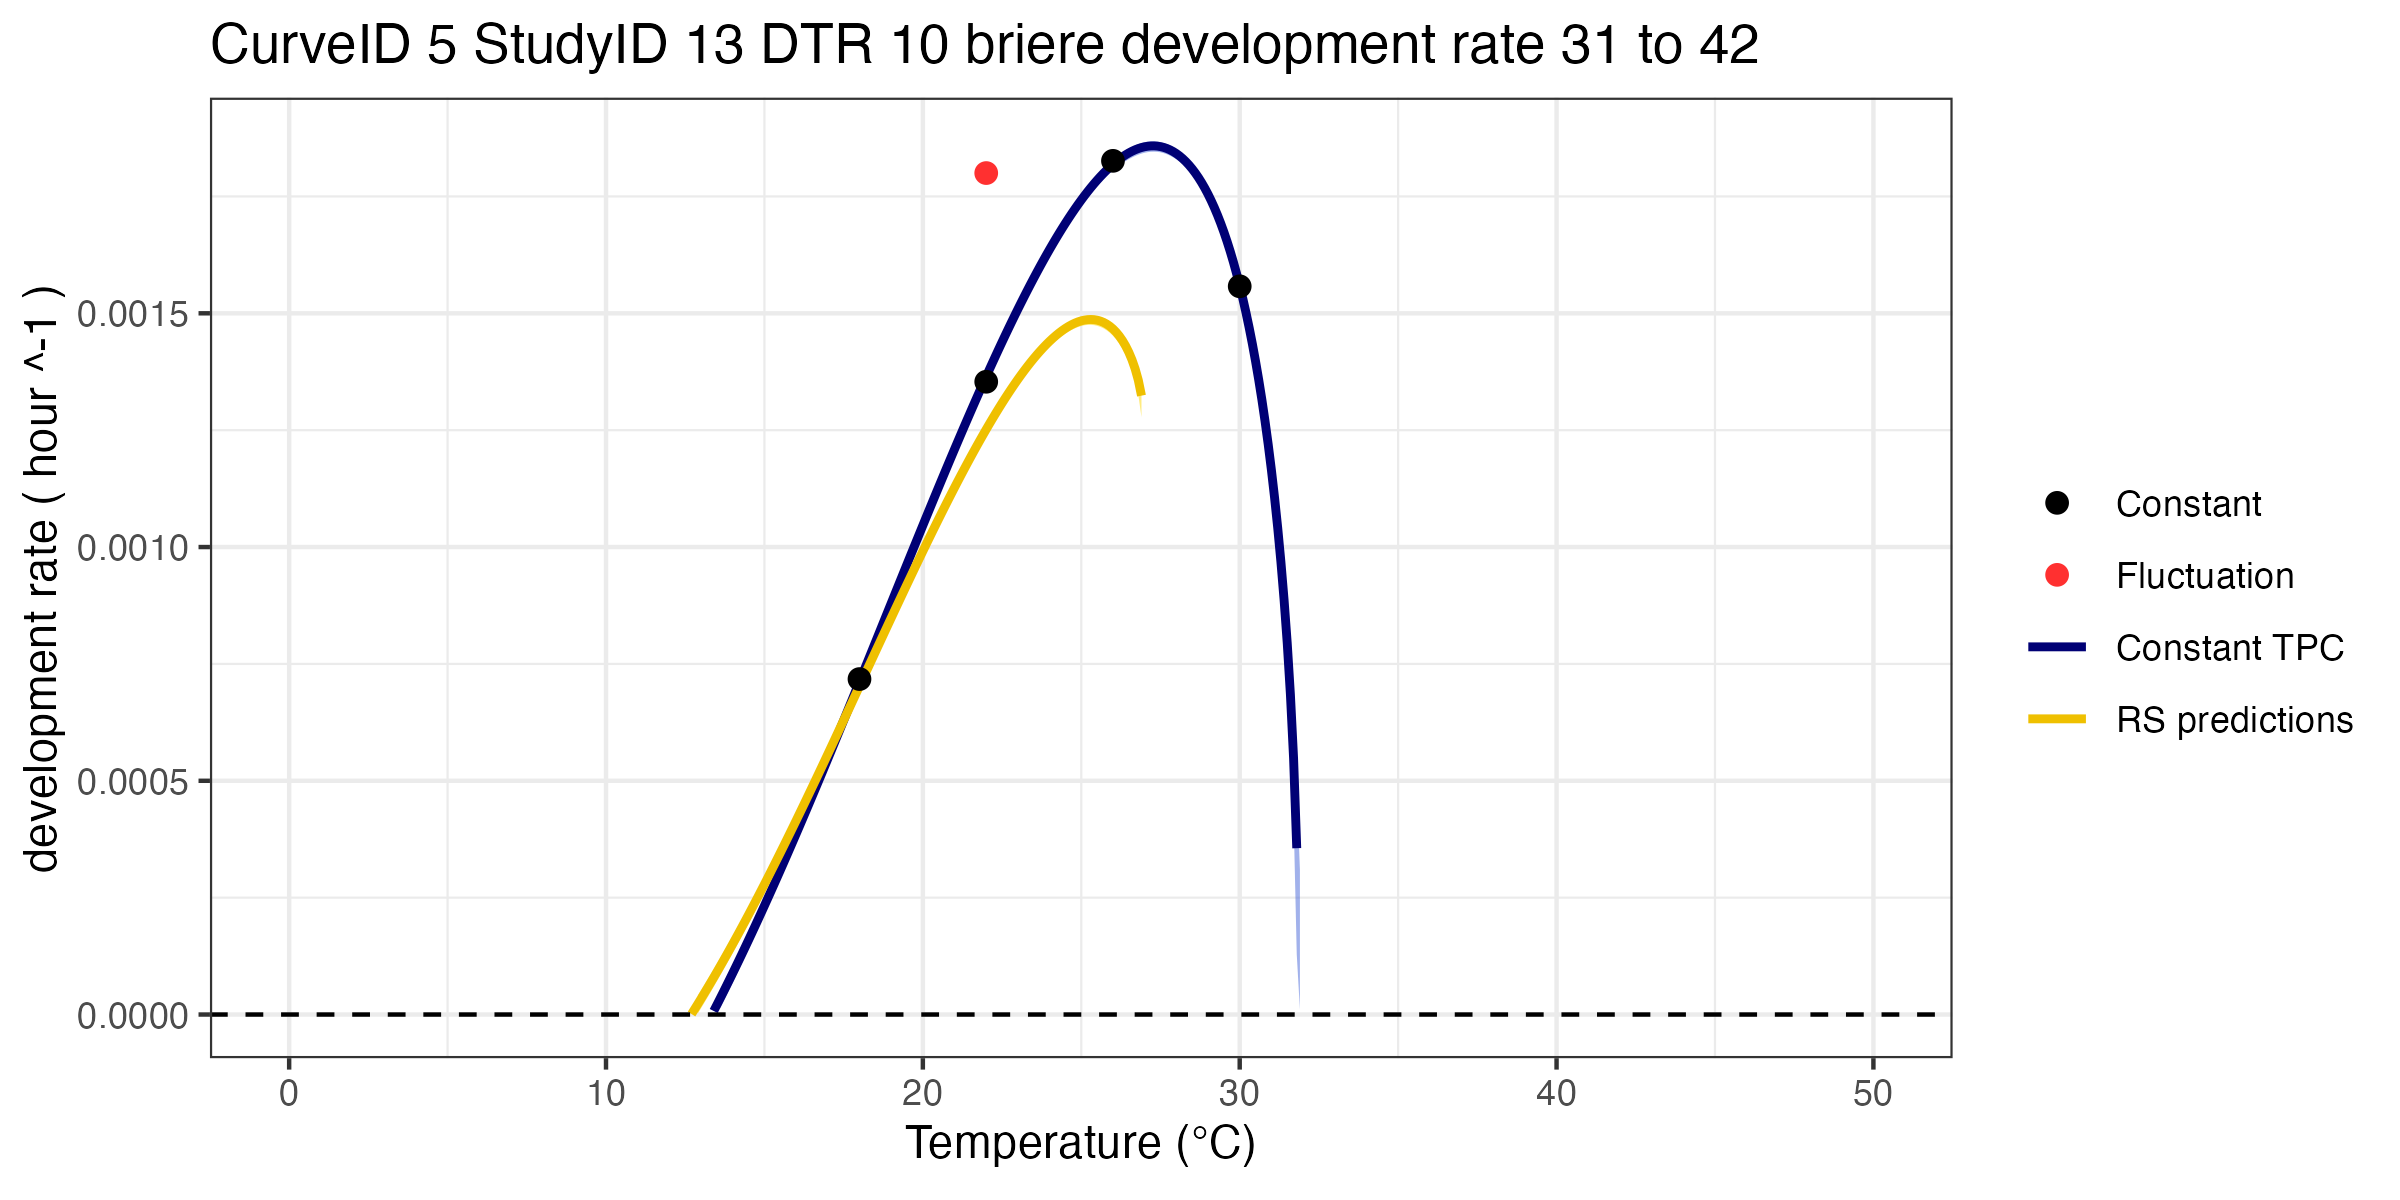 CurveID 5 StudyID 13 DTR 10 briere development rate 31 to 42
development rate ( hour ^-1 )
0.0015
0.0010
0.0005
0.0000
0 10 20 30 40 50
Temperature (°C)
Constant
Fluctuation
Constant TPC
RS predictions